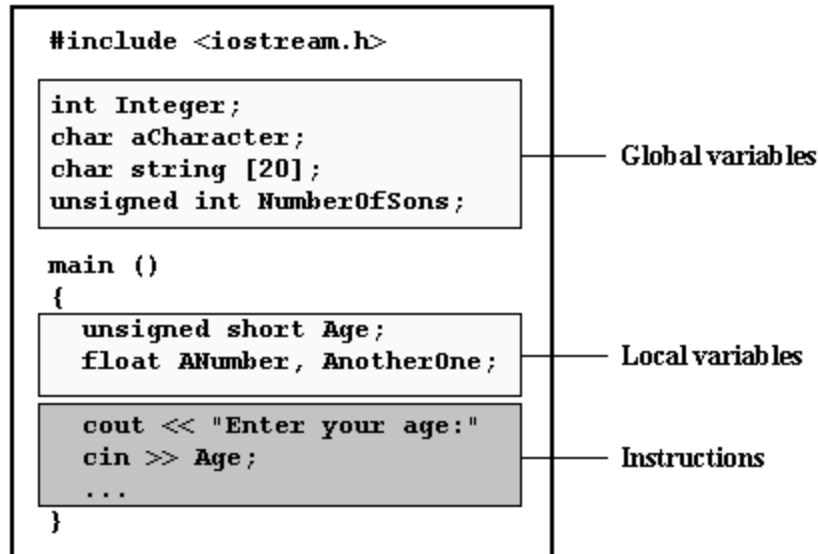 #include <iostream.h>
int Integer;
char aCharacter;
char string [20];
unsigned int NumberOfSons;
Global variables
main ()
{
unsigned short Age;
float ANumber, AnotherOne;
Local variables
cout << "Enter your age:"
cin >> Age;
...
Instructions
}